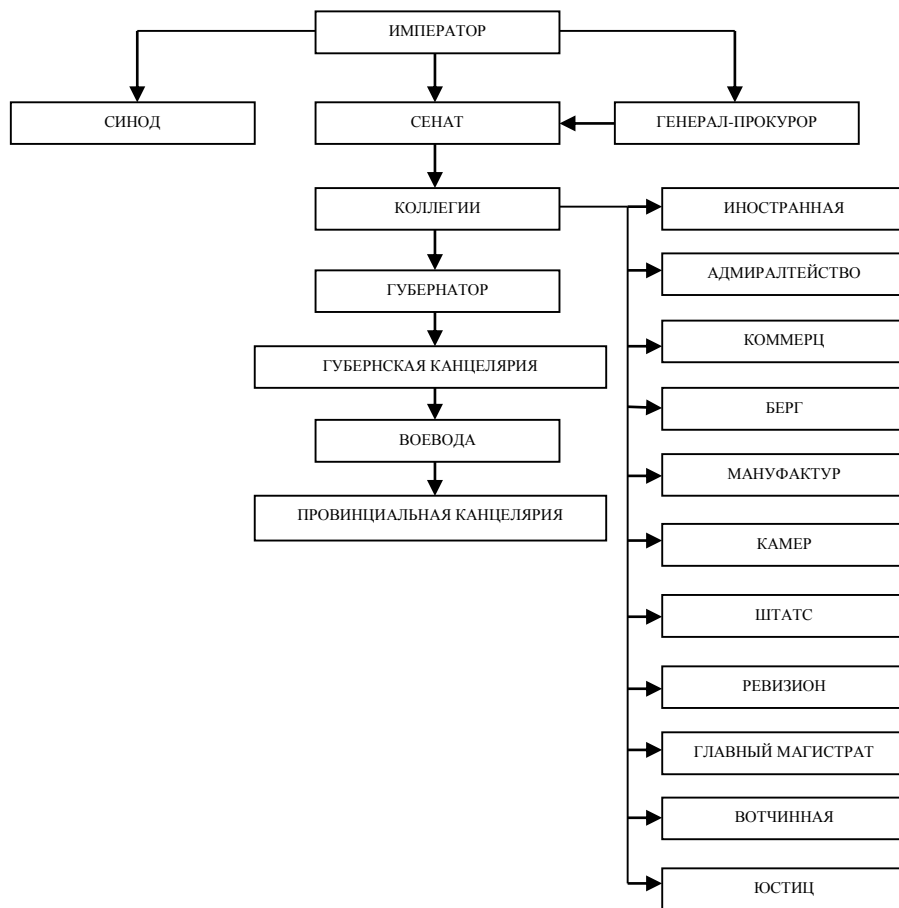 ИМПЕРАТОР
СИНОД
СЕНАТ
ГЕНЕРАЛ-ПРОКУРОР
КОЛЛЕГИИ
ИНОСТРАННАЯ
ГУБЕРНАТОР
АДМИРАЛТЕЙСТВО
ГУБЕРНСКАЯ КАНЦЕЛЯРИЯ
КОММЕРЦ
ВОЕВОДА
БЕРГ
ПРОВИНЦИАЛЬНАЯ КАНЦЕЛЯРИЯ
МАНУФАКТУР
КАМЕР
ШТАТС
РЕВИЗИОН
ГЛАВНЫЙ МАГИСТРАТ
ВОТЧИННАЯ
ЮСТИЦ